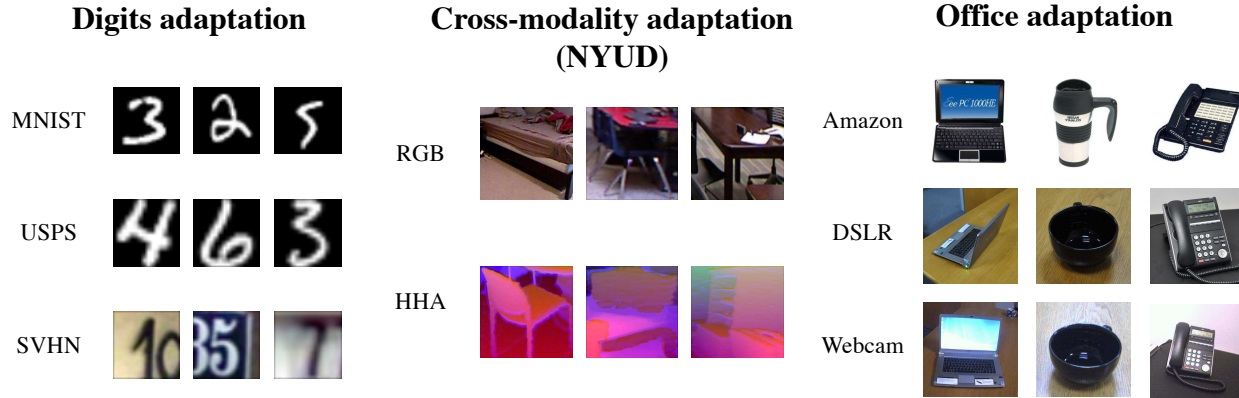 Digits adaptation
MNIST
3 2 5
USPS
4 6 3
SVHN
10 35 7
Cross-modality adaptation
(NYUD)
RGB
HHA
Office adaptation
Amazon
Eee PC 1000HE
DSLR
Webcam